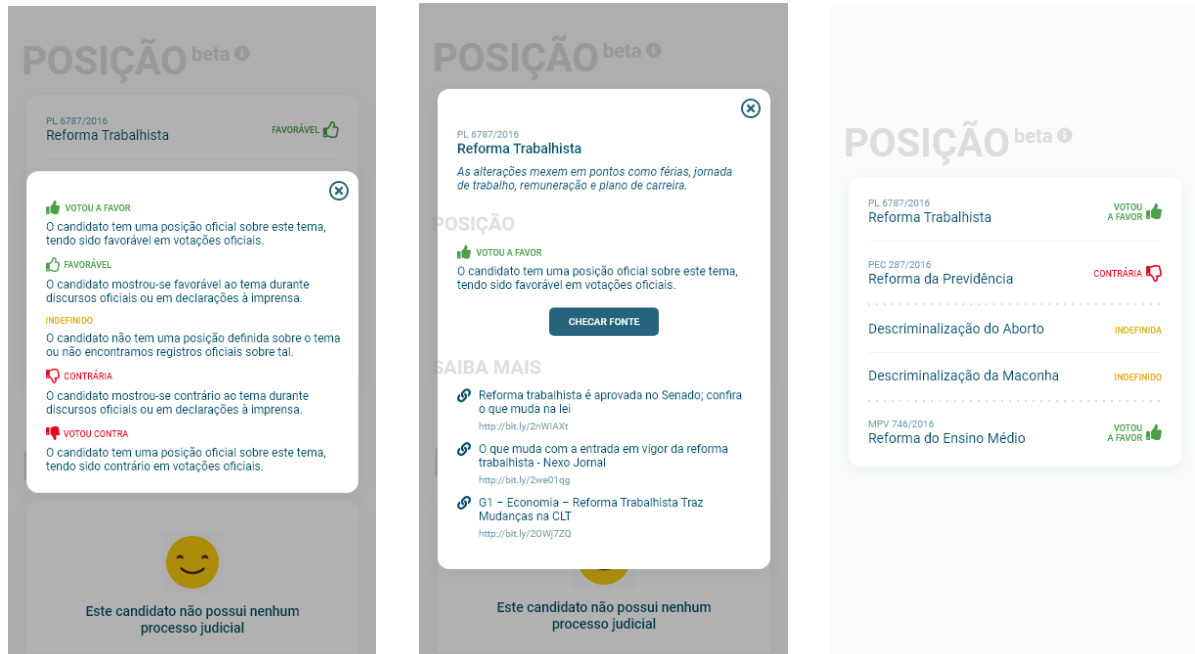 POSIÇÃO beta
PL 6787/2016
Reforma Trabalhista
FAVORÁVEL
VOTOU A FAVOR
O candidato tem uma posição oficial sobre este tema,
tendo sido favorável em votações oficiais.
FAVORÁVEL
O candidato mostrou-se favorável ao tema durante
discursos oficiais ou em declarações à imprensa.
INDEFINIDO
O candidato não tem uma posição definida sobre o tema
ou não encontramos registros oficiais sobre tal.
CONTRÁRIA
O candidato mostrou-se contrário ao tema durante
discursos oficiais ou em declarações à imprensa.
VOTOU CONTRA
O candidato tem uma posição oficial sobre este tema,
tendo sido contrário em votações oficiais.
Este candidato não possui nenhum
processo judicial
POSIÇÃO beta
PL 6787/2016
Reforma Trabalhista
As alterações mexem em pontos como férias, jornada
de trabalho, remuneração e plano de carreira.
POSIÇÃO
VOTOU A FAVOR
O candidato tem uma posição oficial sobre este tema,
tendo sido favorável em votações oficiais.
CHECAR FONTE
SAIBA MAIS
Reforma trabalhista é aprovada no Senado; confira
o que muda na lei
http://bit.ly/2nWIAXt
O que muda com a entrada em vigor da reforma
trabalhista - Nexo Jornal
http://bit.ly/2we01qg
G1 – Economia – Reforma Trabalhista Traz
Mudanças na CLT
http://bit.ly/2OWj7ZQ
Este candidato não possui nenhum
processo judicial
POSIÇÃO beta
PL 6787/2016
Reforma Trabalhista
VOTOU
A FAVOR
PEC 287/2016
Reforma da Previdência
CONTRÁRIA
Descriminalização do Aborto
INDEFINIDA
Descriminalização da Maconha
INDEFINIDO
MPV 746/2016
Reforma do Ensino Médio
VOTOU
A FAVOR